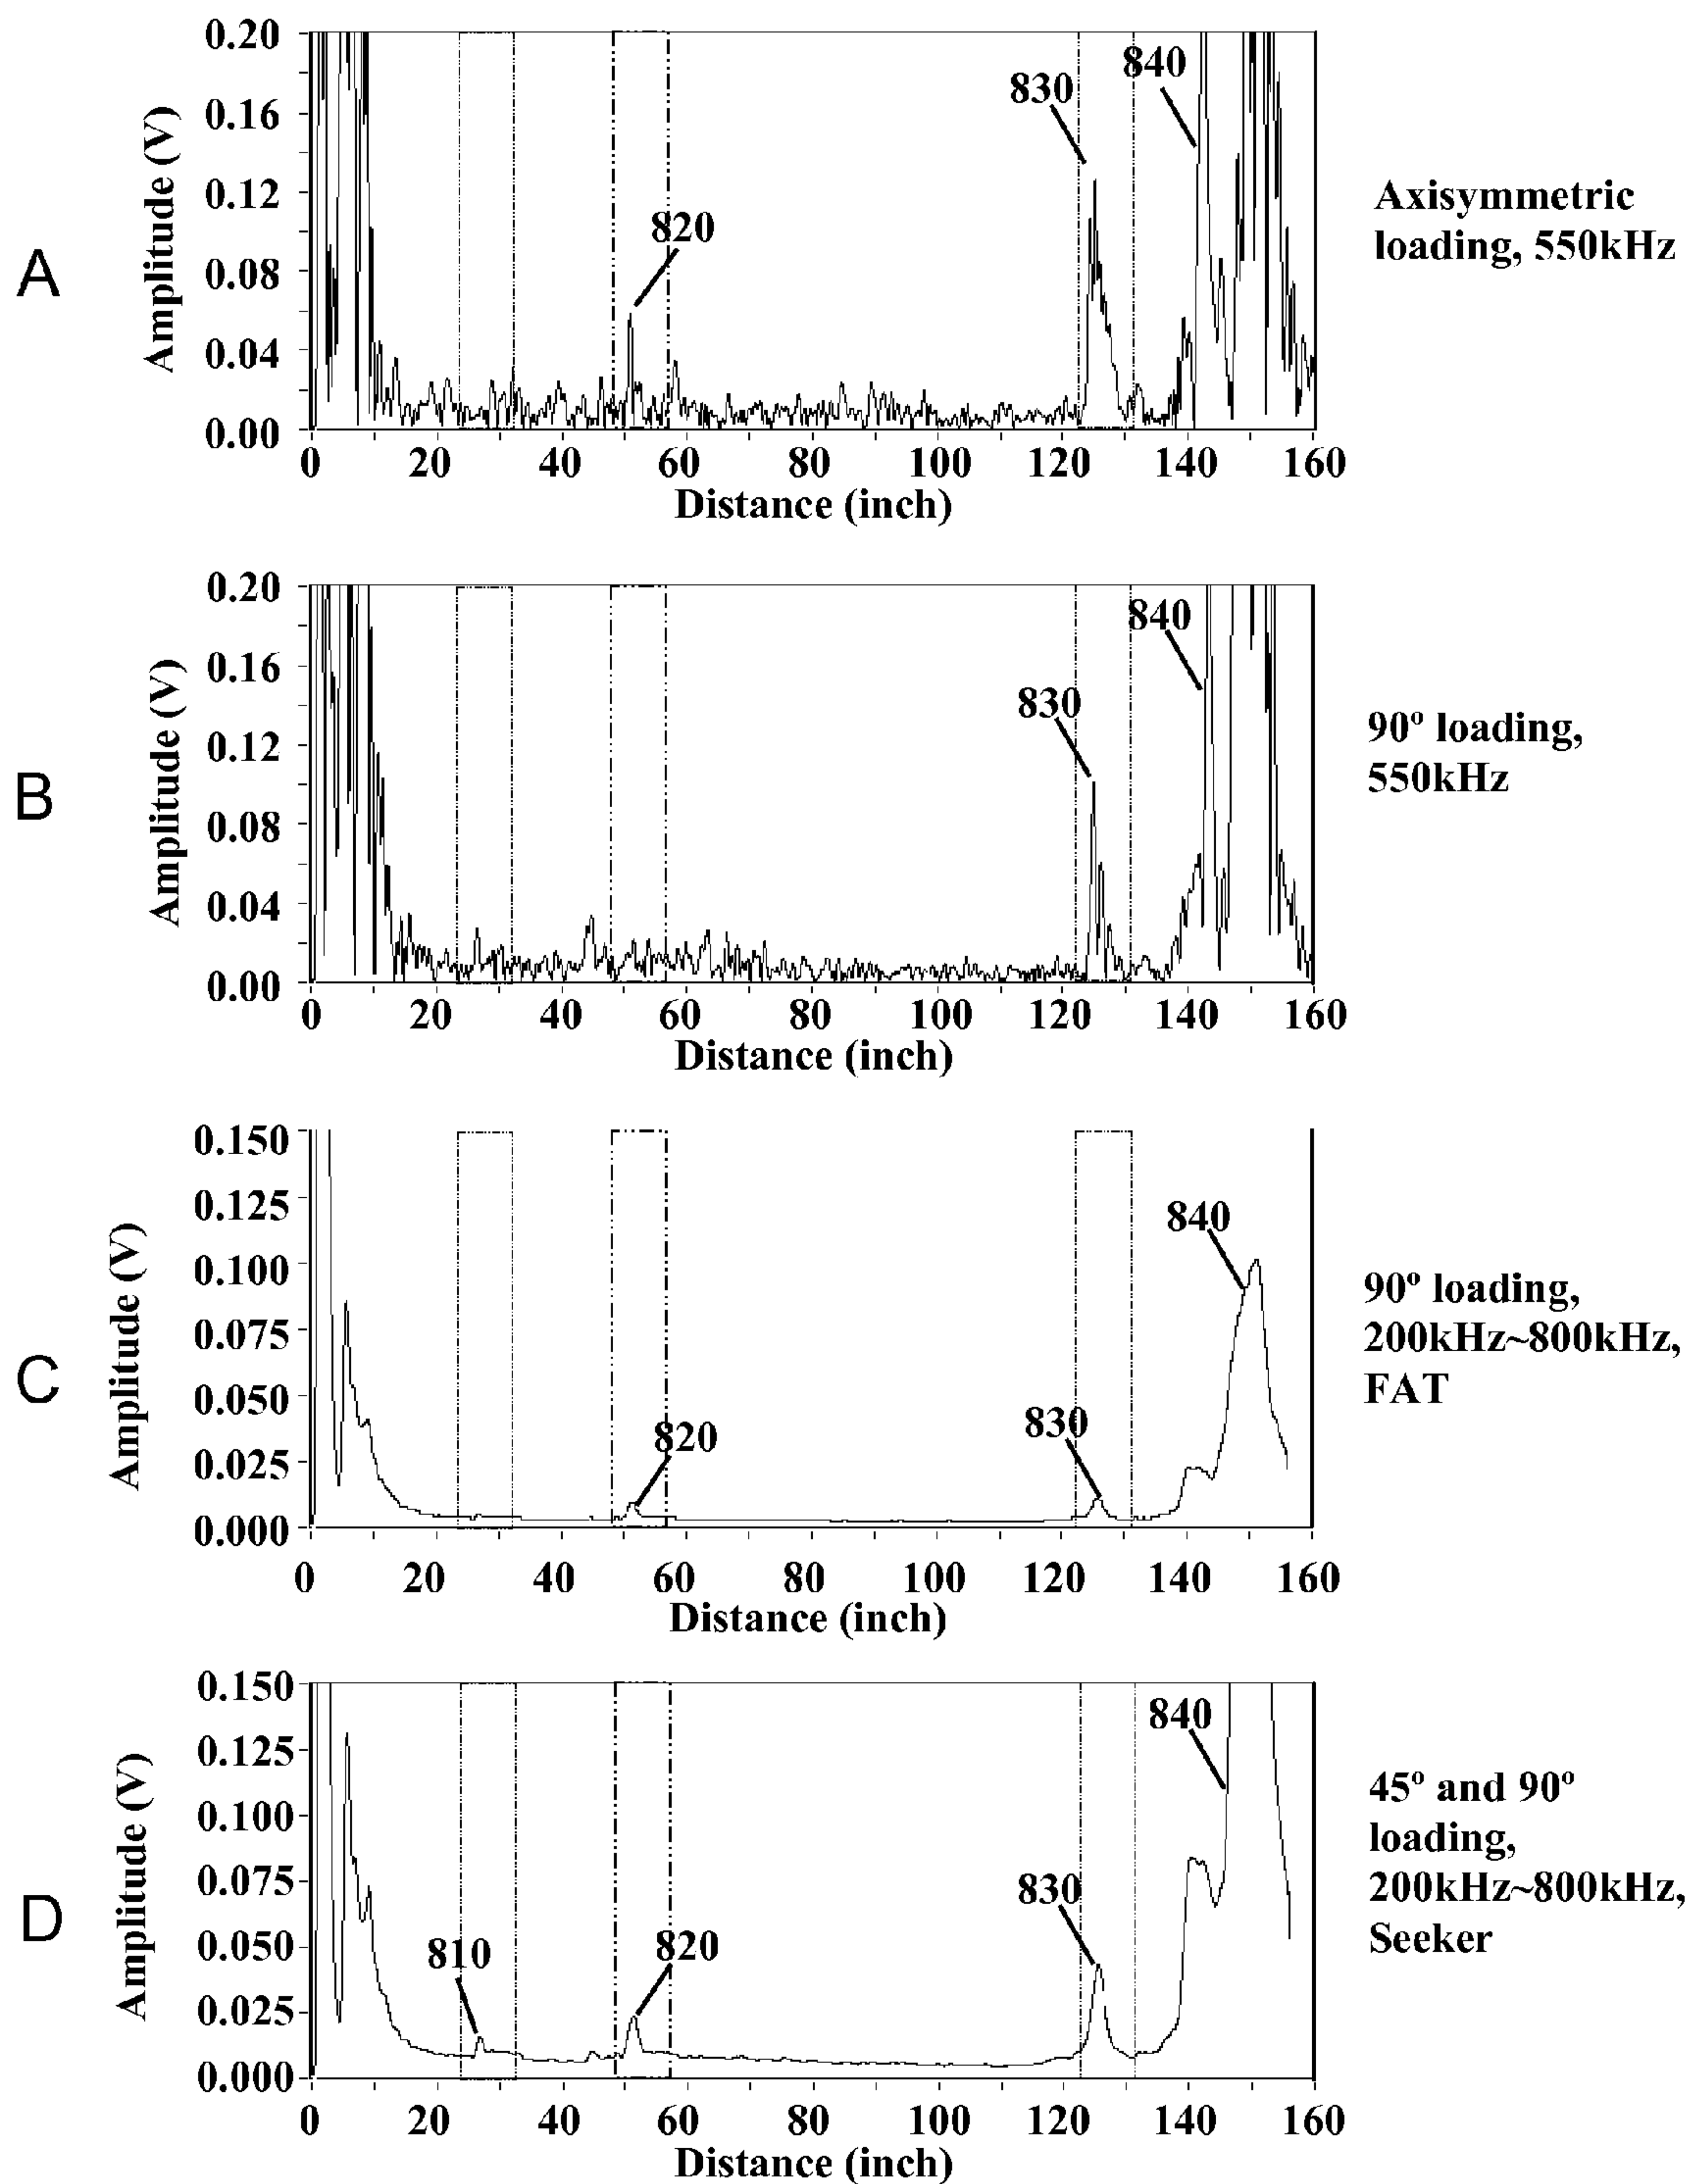 A
Amplitude (V)
0.20
0.16
0.12
0.08
0.04
0.00
820
830
840
0 20 40 60 80 100 120 140 160
Distance (inch)
Axisymmetric
loading, 550kHz
B
Amplitude (V)
0.20
0.16
0.12
0.08
0.04
0.00
830
840
0 20 40 60 80 100 120 140 160
Distance (inch)
90º loading,
550kHz
C
Amplitude (V)
0.150
0.125
0.100
0.075
0.050
0.025
0.000
820
830
840
0 20 40 60 80 100 120 140 160
Distance (inch)
90º loading,
200kHz~800kHz,
FAT
D
Amplitude (V)
0.150
0.125
0.100
0.075
0.050
0.025
0.000
810
820
830
840
0 20 40 60 80 100 120 140 160
Distance (inch)
45º and 90º
loading,
200kHz~800kHz,
Seeker